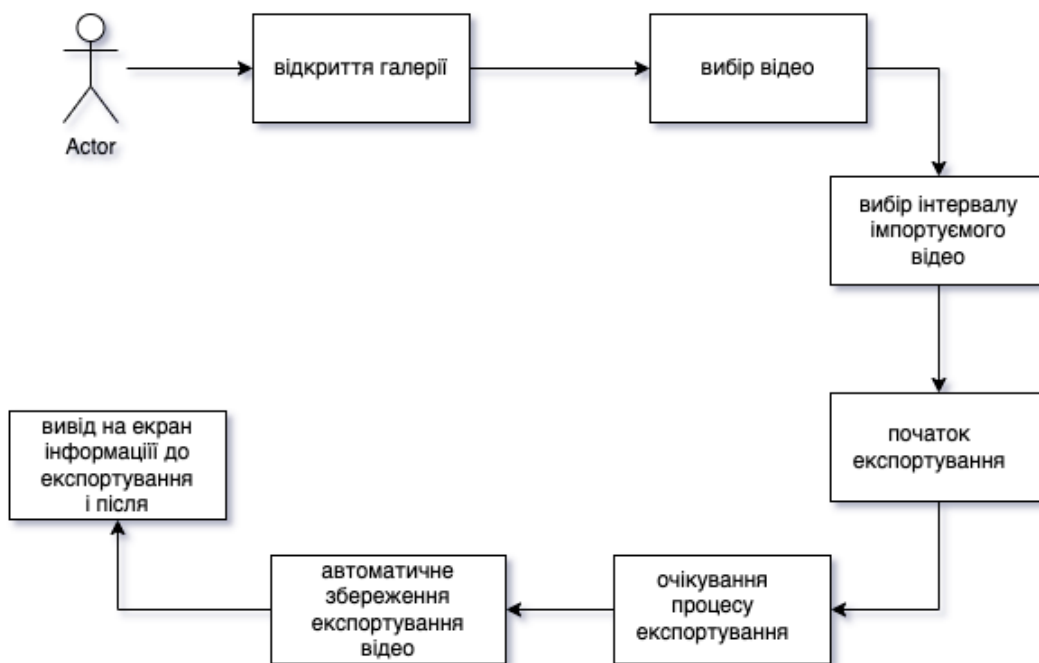 Actor
відкриття галерії
вибір відео
вибір інтервалу
імпортуємого
відео
початок
експортування
очікування
процесу
експортування
автоматичне
збереження
експортування
відео
вивід на екран
інформаціїї до
експортування
і після